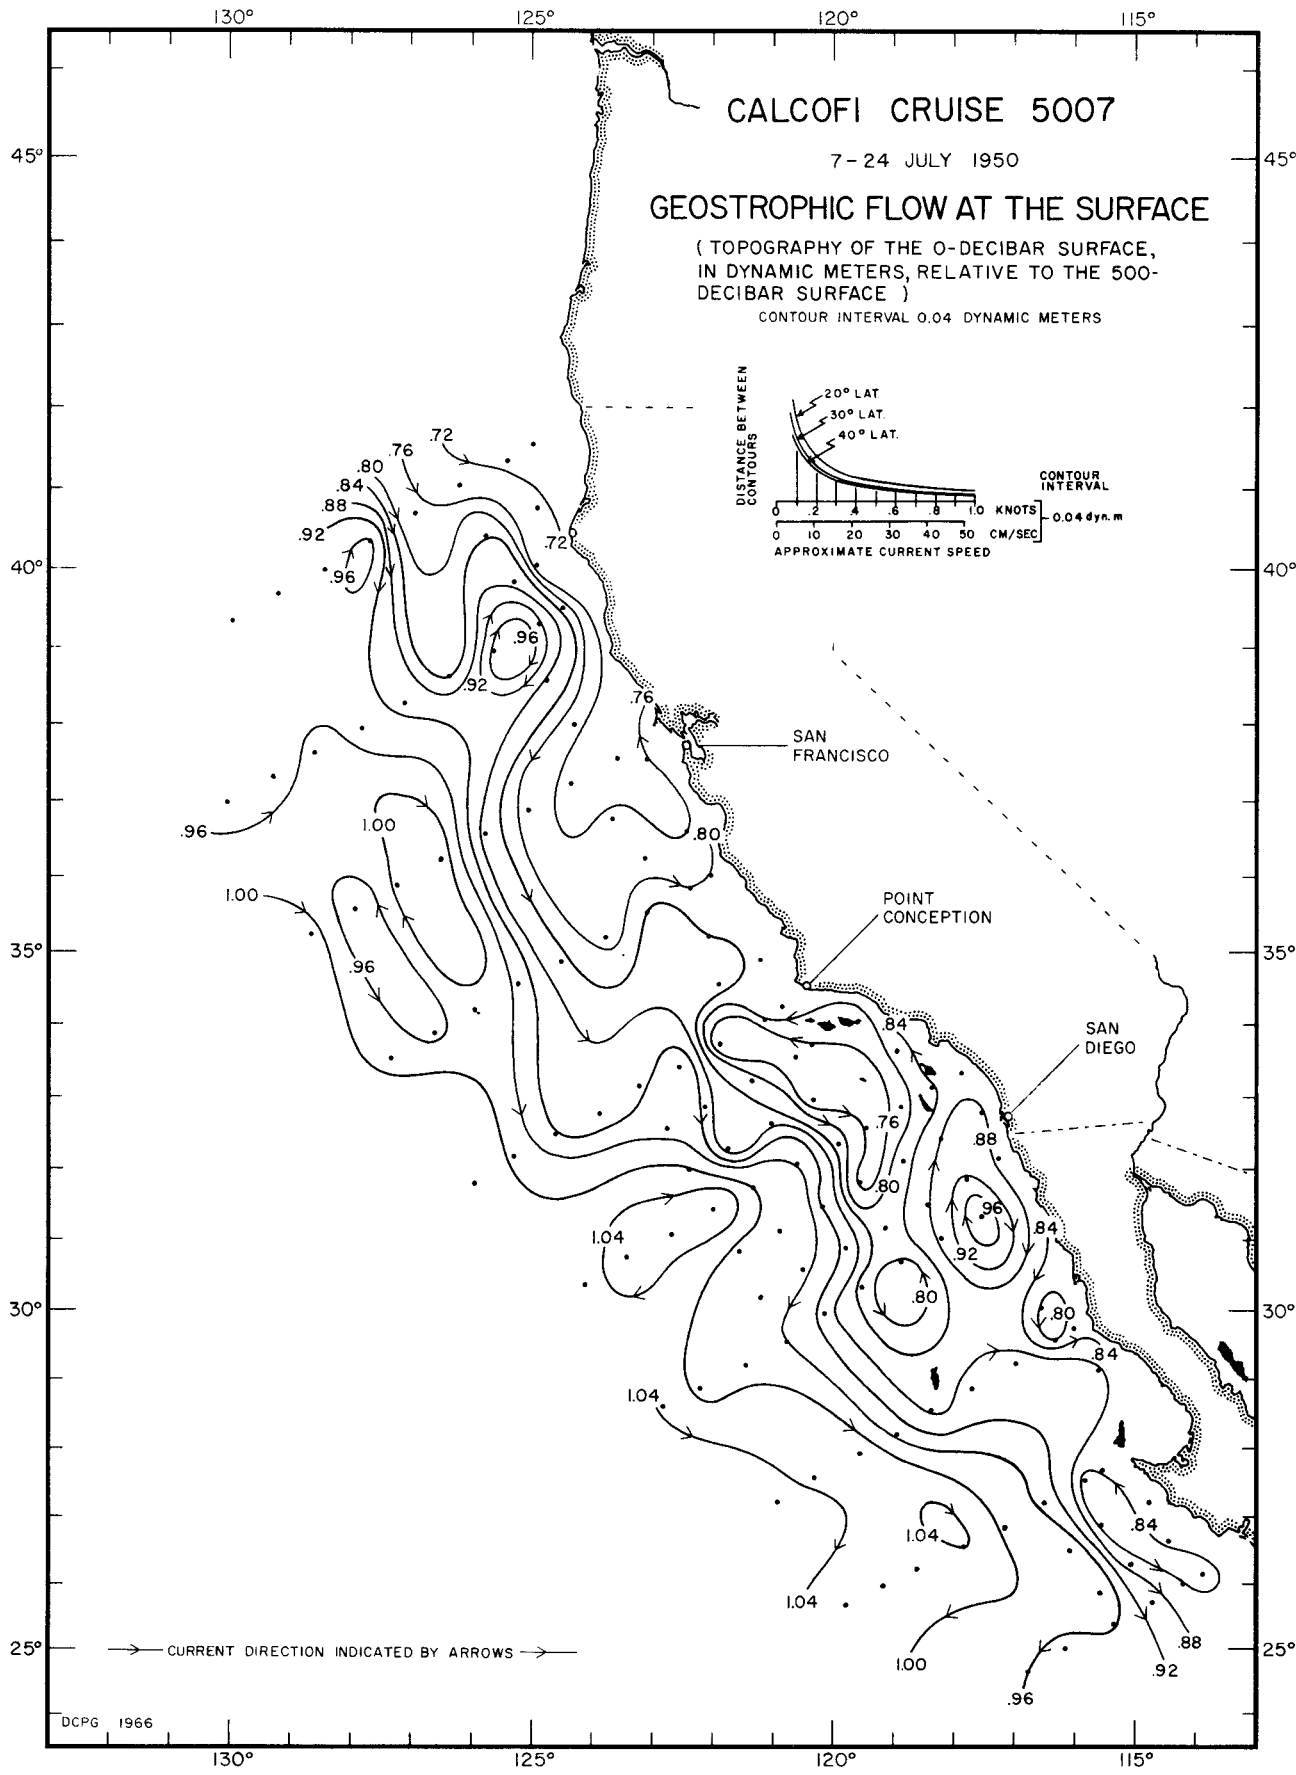 130° 125° 120° 115°
CALCOFI CRUISE 5007
45° 45°
7-24 JULY 1950
GEOSTROPHIC FLOW AT THE SURFACE
( TOPOGRAPHY OF THE 0-DECIBAR SURFACE,
IN DYNAMIC METERS, RELATIVE TO THE 500-
DECIBAR SURFACE )
CONTOUR INTERVAL 0.04 DYNAMIC METERS
DISTANCE BETWEEN
CONTOURS
20° LAT.
30° LAT.
40° LAT.
CONTOUR
INTERVAL
0 .2 .4 .6 .8 1.0 KNOTS
0.04 dyn. m
0 10 20 30 40 50 CM/SEC
APPROXIMATE CURRENT SPEED
.72
.76
.80
.84
.88
.92
.72
40° 40°
.96
.96
.92
.76
SAN
FRANCISCO
.96
1.00
.80
1.00
POINT
CONCEPTION
35° 35°
.96
.84
SAN
DIEGO
.76
.88
.80
.96
.84
1.04
.92
.80
30° 30°
.80
.84
1.04
.84
1.04
1.04
.88
25° CURRENT DIRECTION INDICATED BY ARROWS 25°
1.00
.92
.96
DCPG 1966
130° 125° 120° 115°